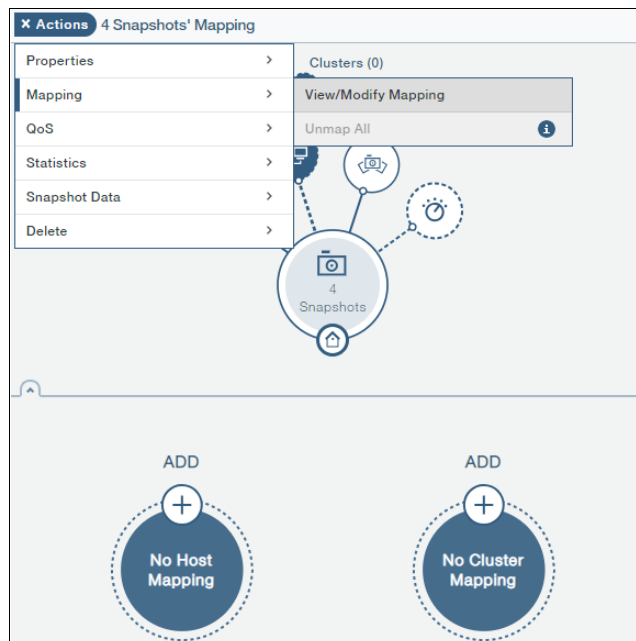 × Actions 4 Snapshots' Mapping
Properties
Clusters (0)
Mapping
View/Modify Mapping
QoS
Unmap All
Statistics
Snapshot Data
Delete
4
Snapshots
ADD
ADD
No Host
Mapping
No Cluster
Mapping